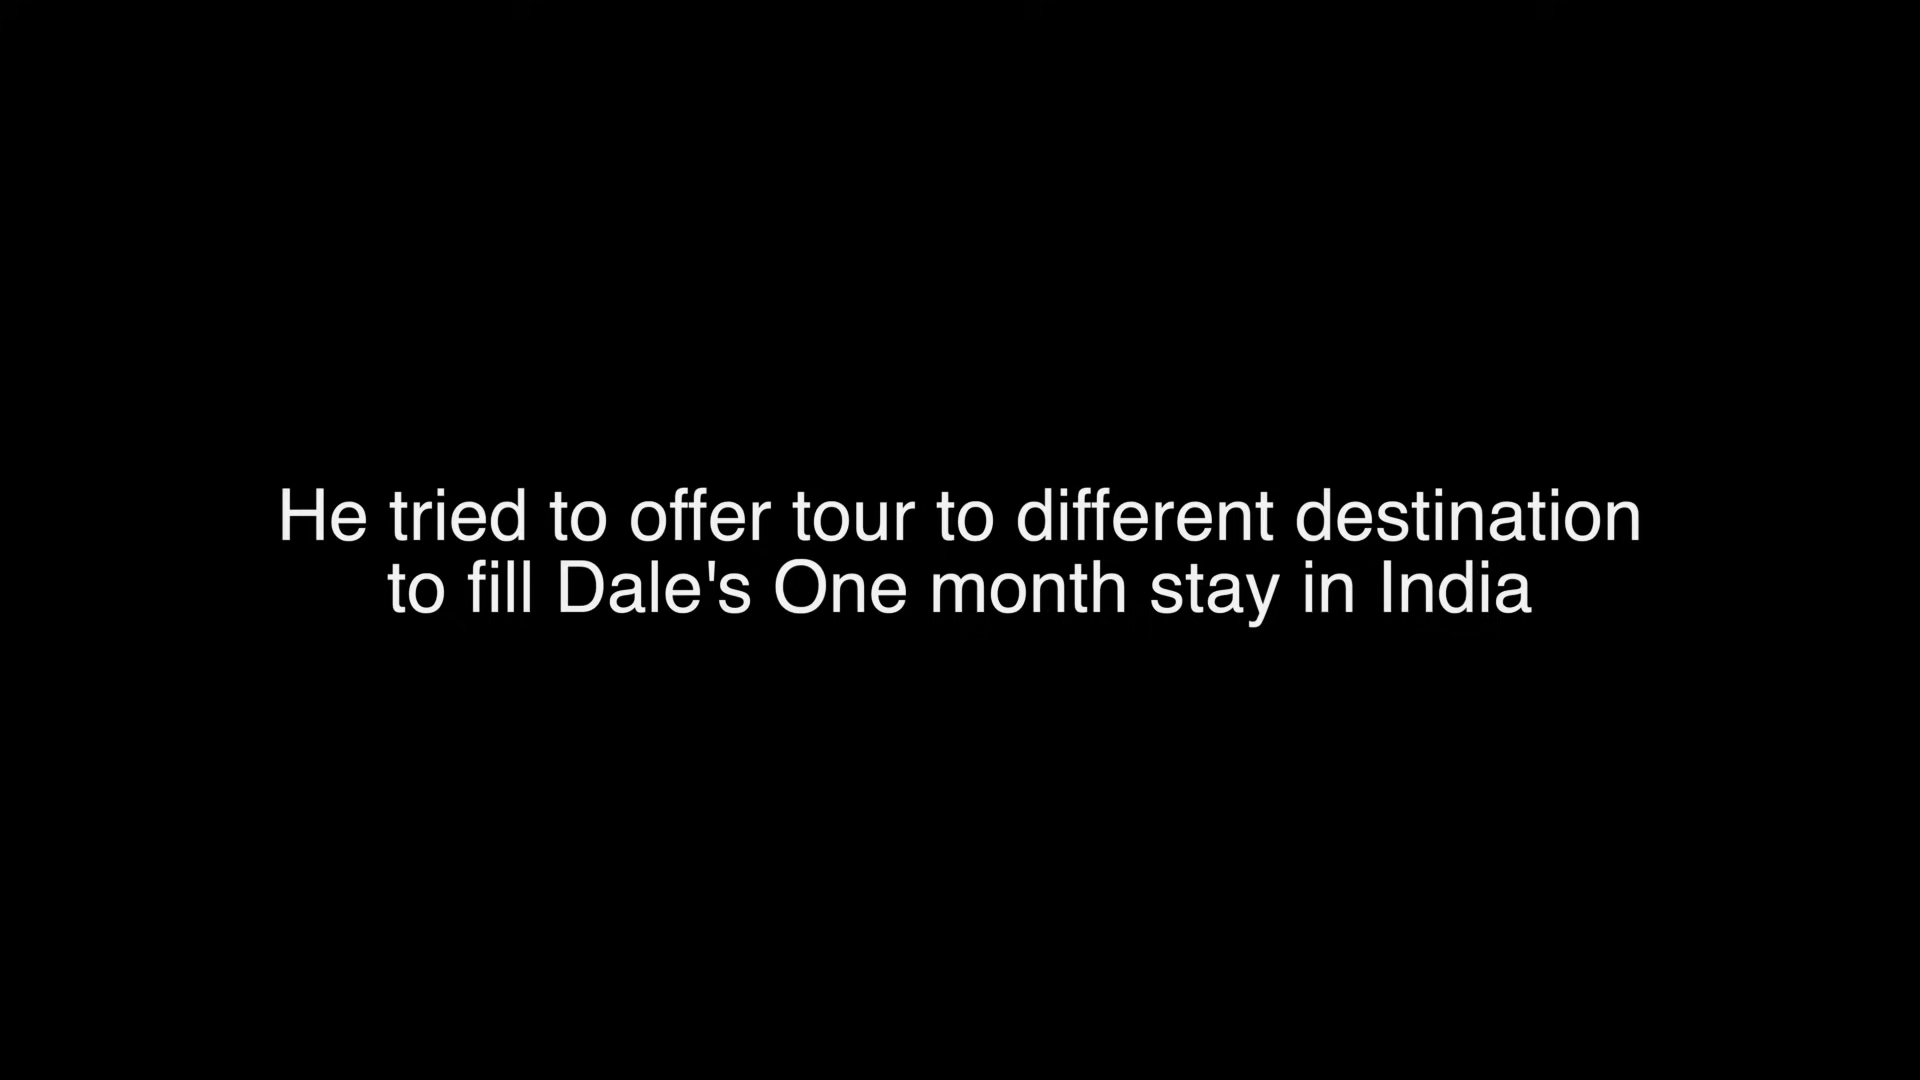 He tried to offer tour to different destination
to fill Dale's One month stay in India